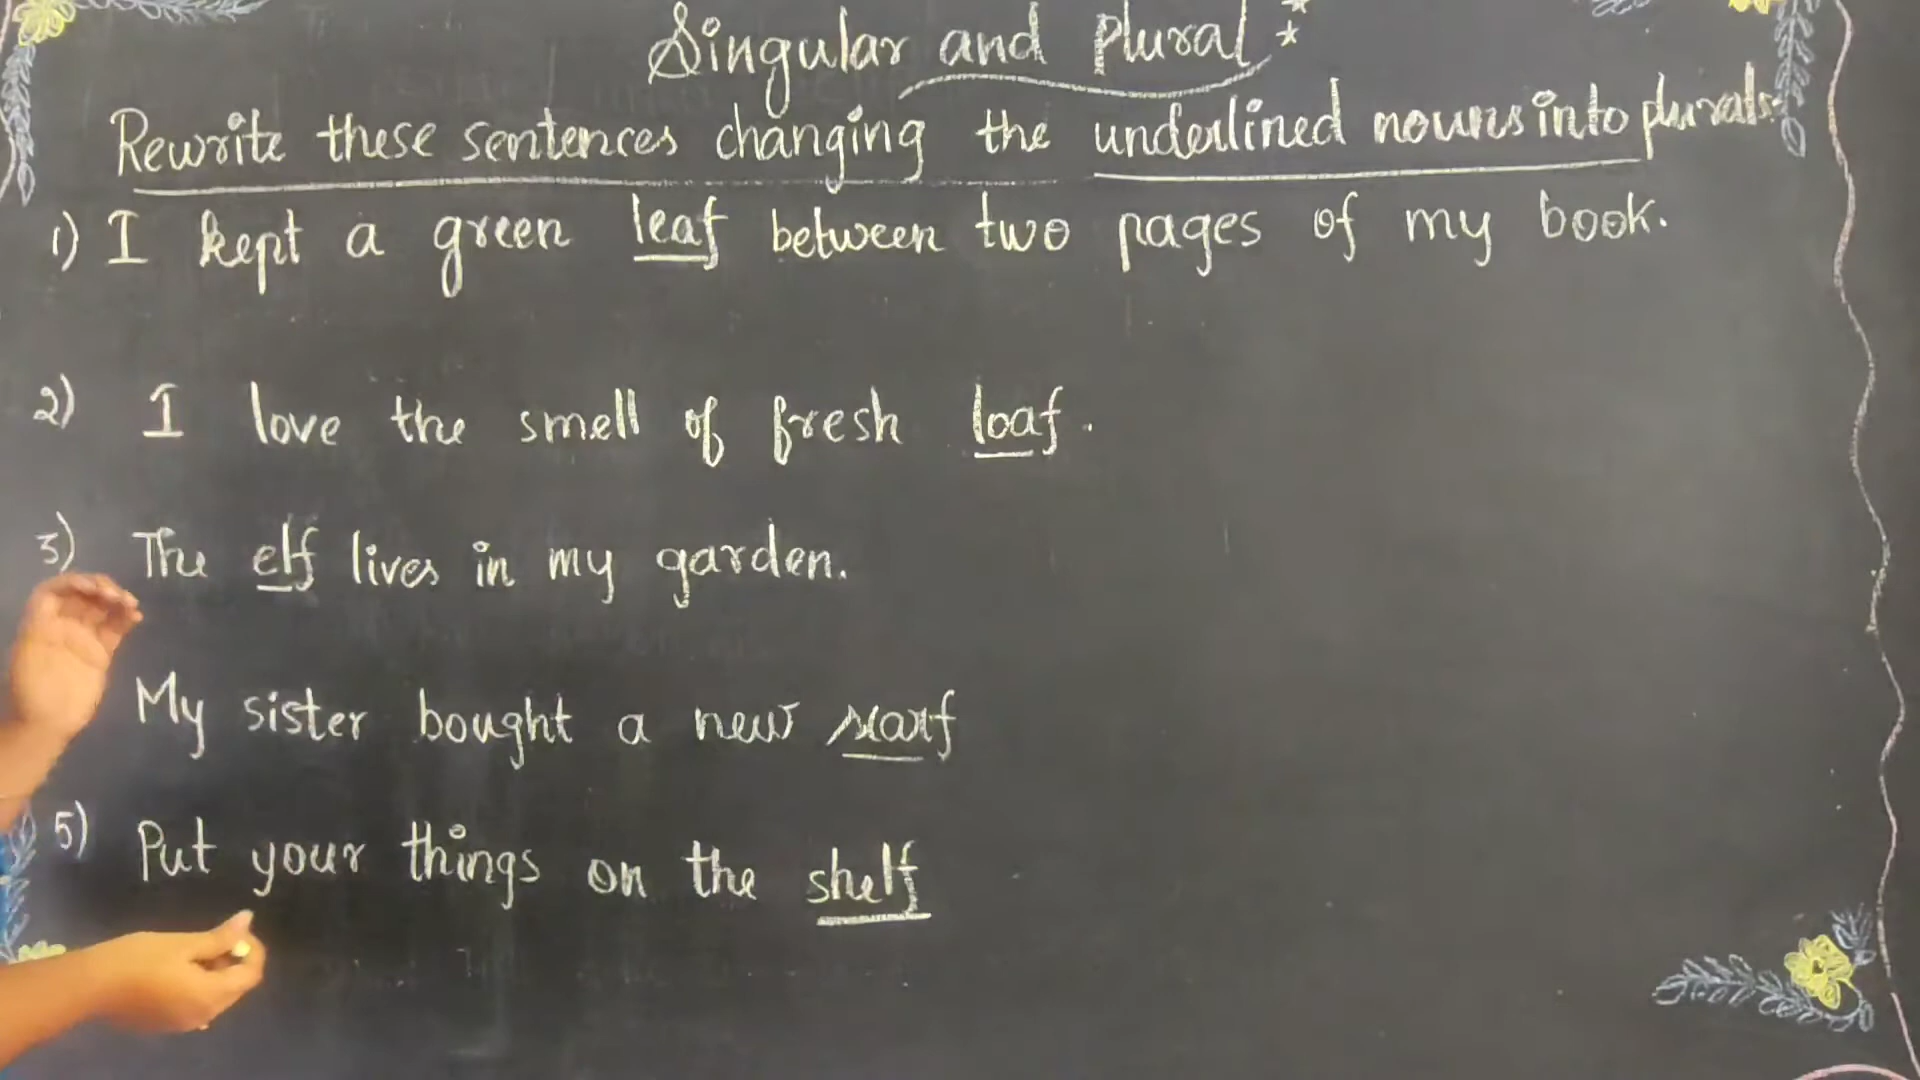 Singular and Plural
Rewrite these sentences changing the underlined nouns into plurals.
1) I kept a green leaf between two pages of my book.
2) I love the smell of fresh loaf.
3) The elf lives in my garden.
My sister bought a new scarf
5) Put your things on the shelf